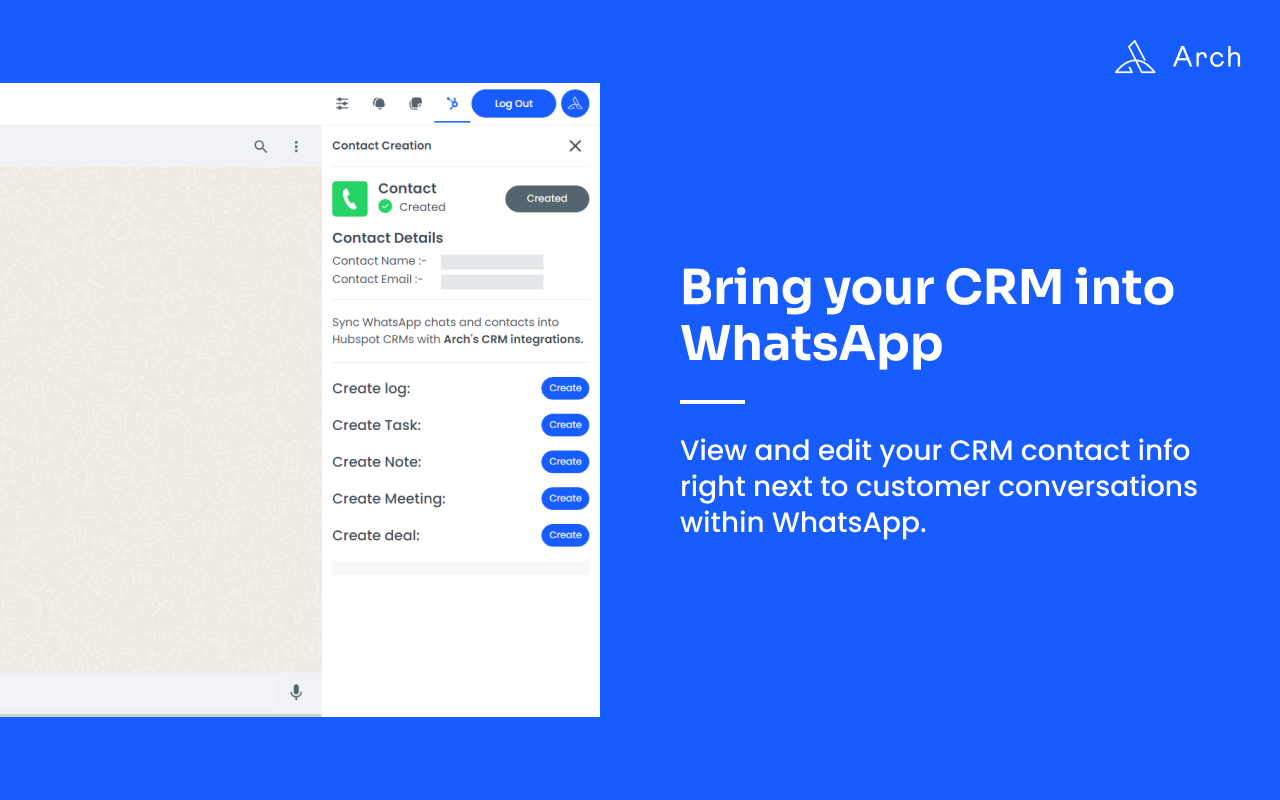 Arch
Log Out
Contact Creation
Contact
Created
Created
Contact Details
Contact Name :-
Contact Email :-
Sync WhatsApp chats and contacts into
Hubspot CRMs with Arch's CRM integrations.
Create log:
Create
Create Task:
Create
Create Note:
Create
Create Meeting:
Create
Create deal:
Create
Bring your CRM into
WhatsApp
View and edit your CRM contact info
right next to customer conversations
within WhatsApp.